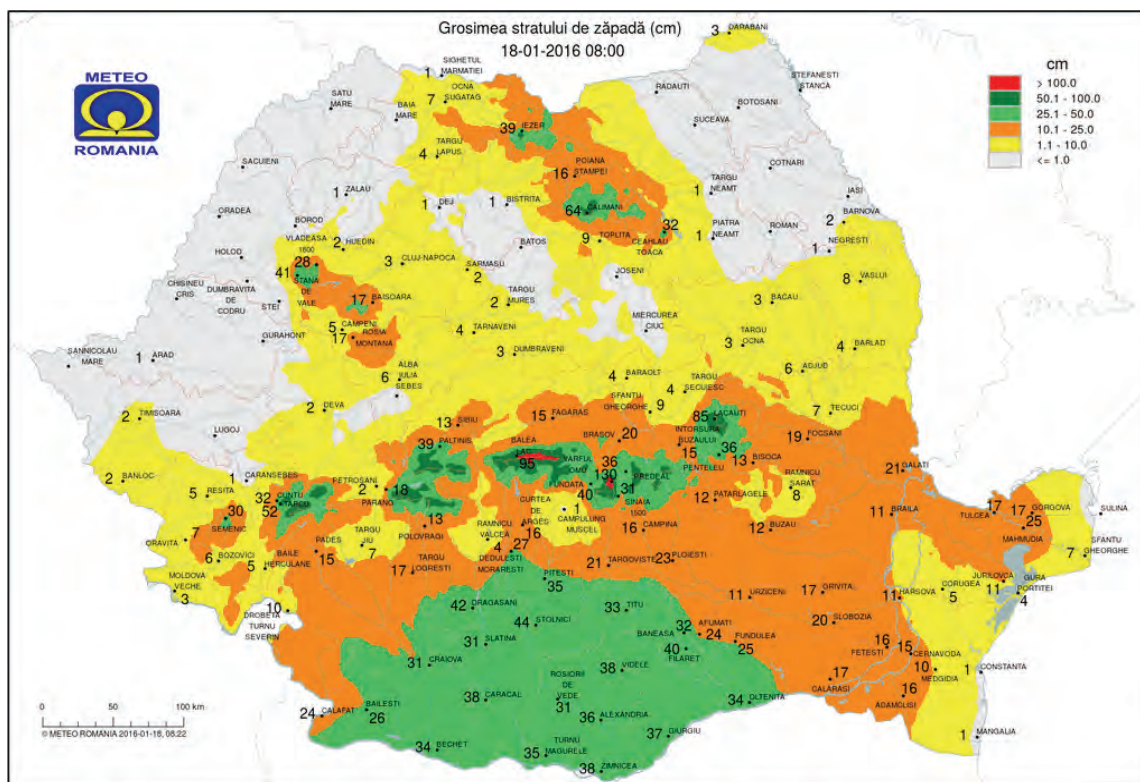 Grosimea stratului de zăpadă (cm)
18-01-2016 08:00
METEO
ROMANIA
cm
> 100.0
50.1 - 100.0
25.1 - 50.0
10.1 - 25.0
1.1 - 10.0
<= 1.0
3 DARABANI
SIGHETUL
1 MARMATIEI
OCNA
7 SUGATAG
SATU
MARE
BAIA
MARE
39 IEZER
RADAUTI
STEFANESTI
STANCA
BOTOSANI
SUCEAVA
TARGU
4 LAPUS
POIANA
16 STAMPEI
COTNARI
SACUIENI
1 ZALAU
1 DEJ
1 BISTRITA
64 CALIMANI
TARGU
1 NEAMT
IASI
2 BARNOVA
ORADEA
BOROD
VLADEASA
1800
28
2 HUEDIN
BATOS
9 TOPLITA
32
CEAHLAU
TOACA
PIATRA
1 NEAMT
ROMAN
1 NEGRESTI
HOLOD
41
STANA
DE
VALE
3 CLUJ-NAPOCA
SARMASU
2
JOSENI
8 VASLUI
CHISINEU
CRIS
DUMBRAVITA
DE
CODRU
STEI
17 BAISOARA
TARGU
2 MURES
MIERCUREA
CIUC
3 BACAU
GURAHONT
5 CAMPENI
17 ROSIA
MONTANA
4 TARNAVENI
3 DUMBRAVENI
TARGU
3 OCNA
4 BARLAD
SANNICOLAU
MARE
1 ARAD
ALBA
6 IULIA
SEBES
4 BARAOLT
TARGU
4 SECUIESC
6 ADJUD
2 TIMISOARA
2 DEVA
SFANTU
GHEORGHE 9
7 TECUCI
LUGOJ
13 SIBIU
15 FAGARAS
BRASOV 20
85 LACAUTI
INTORSURA
BUZAULUI
15
36
PENTELEU
19 FOCSANI
39 PALTINIS
BALEA
LAC
95
VARFUL
OMU
130
36
PREDEAL
13 BISOCA
21 GALATI
2 BANLOC
1 CARANSEBES
PETROSANI
2
18
PARANG
FUNDATA
40
31
SINAIA
1500
RAMNICU
SARAT
8
5 RESITA
32 CUNTU
52 TARCU
30
SEMENIC
CURTEA
DE
ARGES
16
1
CAMPULUNG
MUSCEL
12 PATARLAGELE
11 BRAILA
17
TULCEA
17 GORGOVA
25
MAHMUDIA
SULINA
7
ORAVITA
13
POLOVRAGI
RAMNICU
VALCEA
4
16 CAMPINA
12 BUZAU
SFANTU
7 GHEORGHE
6 BOZOVICI
BAILE
5 HERCULANE
PADES
15
TARGU
JIU
7
27
DEDULESTI
MORARESTI
21 TARGOVISTE
23 PLOIESTI
MOLDOVA
VECHE
3
TARGU
17 LOGRESTI
PITESTI
35
11 URZICENI
17 GRIVITA
11
HARSOVA
CORUGEA
5
JURILOVCA
11
GURA
PORTITEI
4
10
DROBETA
TURNU
SEVERIN
42 DRAGASANI
44 STOLNICI
33 TITU
20 SLOBOZIA
31 SLATINA
BANEASA 32
AFUMATI
24
40 FILARET
FUNDULEA
25
16
FETESTI
15
CERNAVODA
31
CRAIOVA
38 VIDELE
17
CALARASI
10
MEDGIDIA
1 CONSTANTA
24 CALAFAT
BAILESTI
26
38 CARACAL
ROSIORII
DE
VEDE
31
34 OLTENITA
16
ADAMCLISI
36 ALEXANDRIA
34 BECHET
TURNU
35 MAGURELE
37 GIURGIU
1 MANGALIA
38 ZIMNICEA
0 50 100 km
© METEO ROMANIA 2016-01-18, 08:22